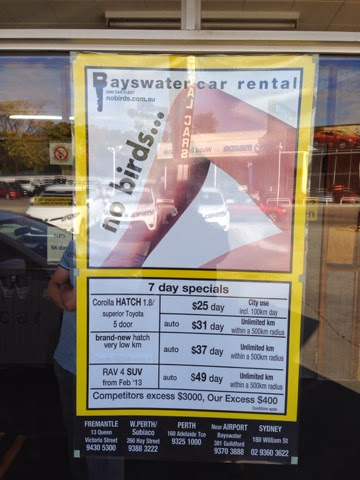 Bayswater car rental
1800 CAR FLEET
nobirds.com.au
no birds...
7 day specials
Corolla HATCH 1.8/
superior Toyota
5 door
$25 day
City use
incl. 100km day
auto $31 day
Unlimited km
within a 500km radius
brand-new hatch
very low km
auto $37 day
Unlimited km
within a 500km radius
RAV 4 SUV
from Feb '13
auto $49 day
Unlimited km
within a 500km radius
Competitors excess $3000, Our Excess $400
Conditions apply
FREMANTLE
13 Queen
Victoria Street
9430 5300
W.PERTH/
Subiaco
260 Hay Street
9388 3222
PERTH
160 Adelaide Tce
9325 1000
Near AIRPORT
Bayswater
381 Guildford
9370 3888
SYDNEY
180 William St
02 9360 3622